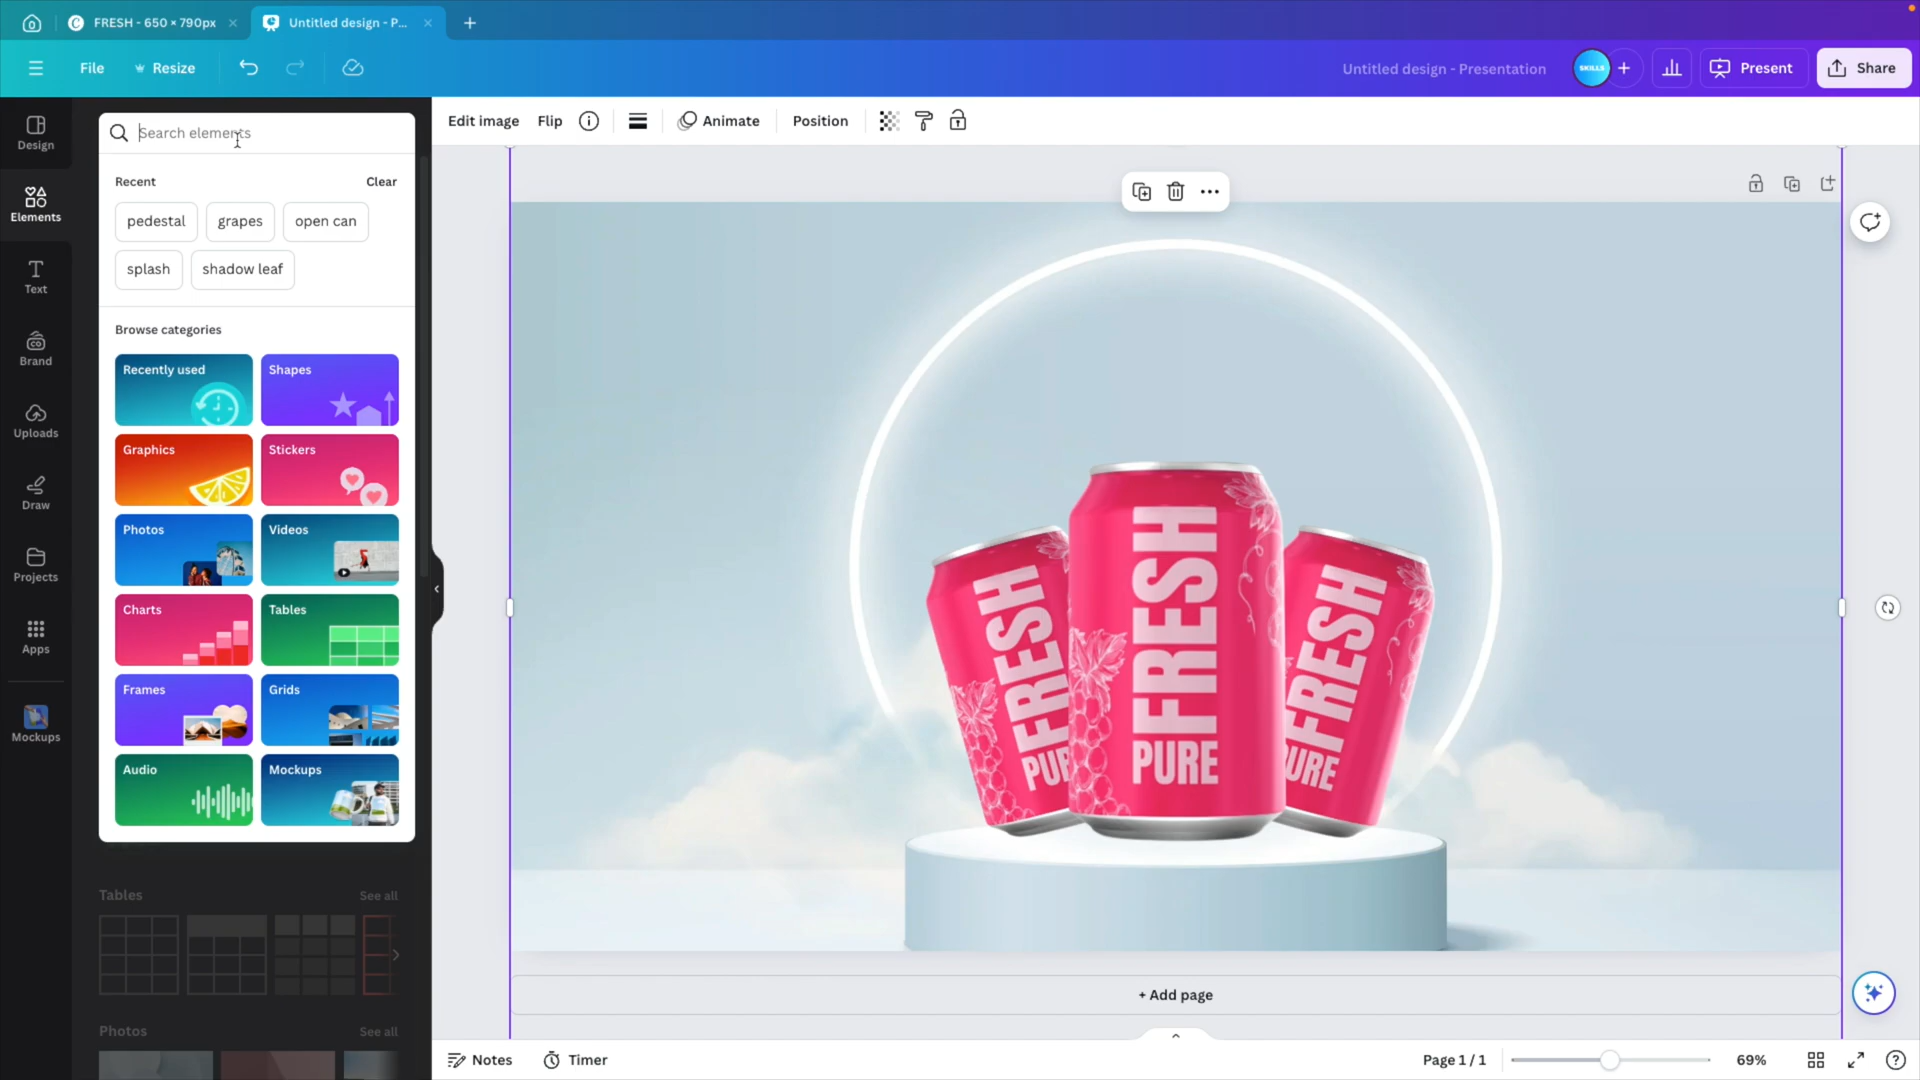 FRESH - 650 × 790px
Untitled design - P...
File
Resize
Untitled design - Presentation
SKILLS
Present
Share
Design
Elements
Text
Brand
Uploads
Draw
Projects
Apps
Mockups
Search elements
Recent
Clear
pedestal
grapes
open can
splash
shadow leaf
Browse categories
Recently used
Shapes
Graphics
Stickers
Photos
Videos
Charts
Tables
Frames
Grids
Audio
Mockups
Tables
See all
Photos
See all
Edit image
Flip
Animate
Position
FRESH
PURE
FRESH
PURE
FRESH
PURE
+ Add page
Notes
Timer
Page 1 / 1
69%